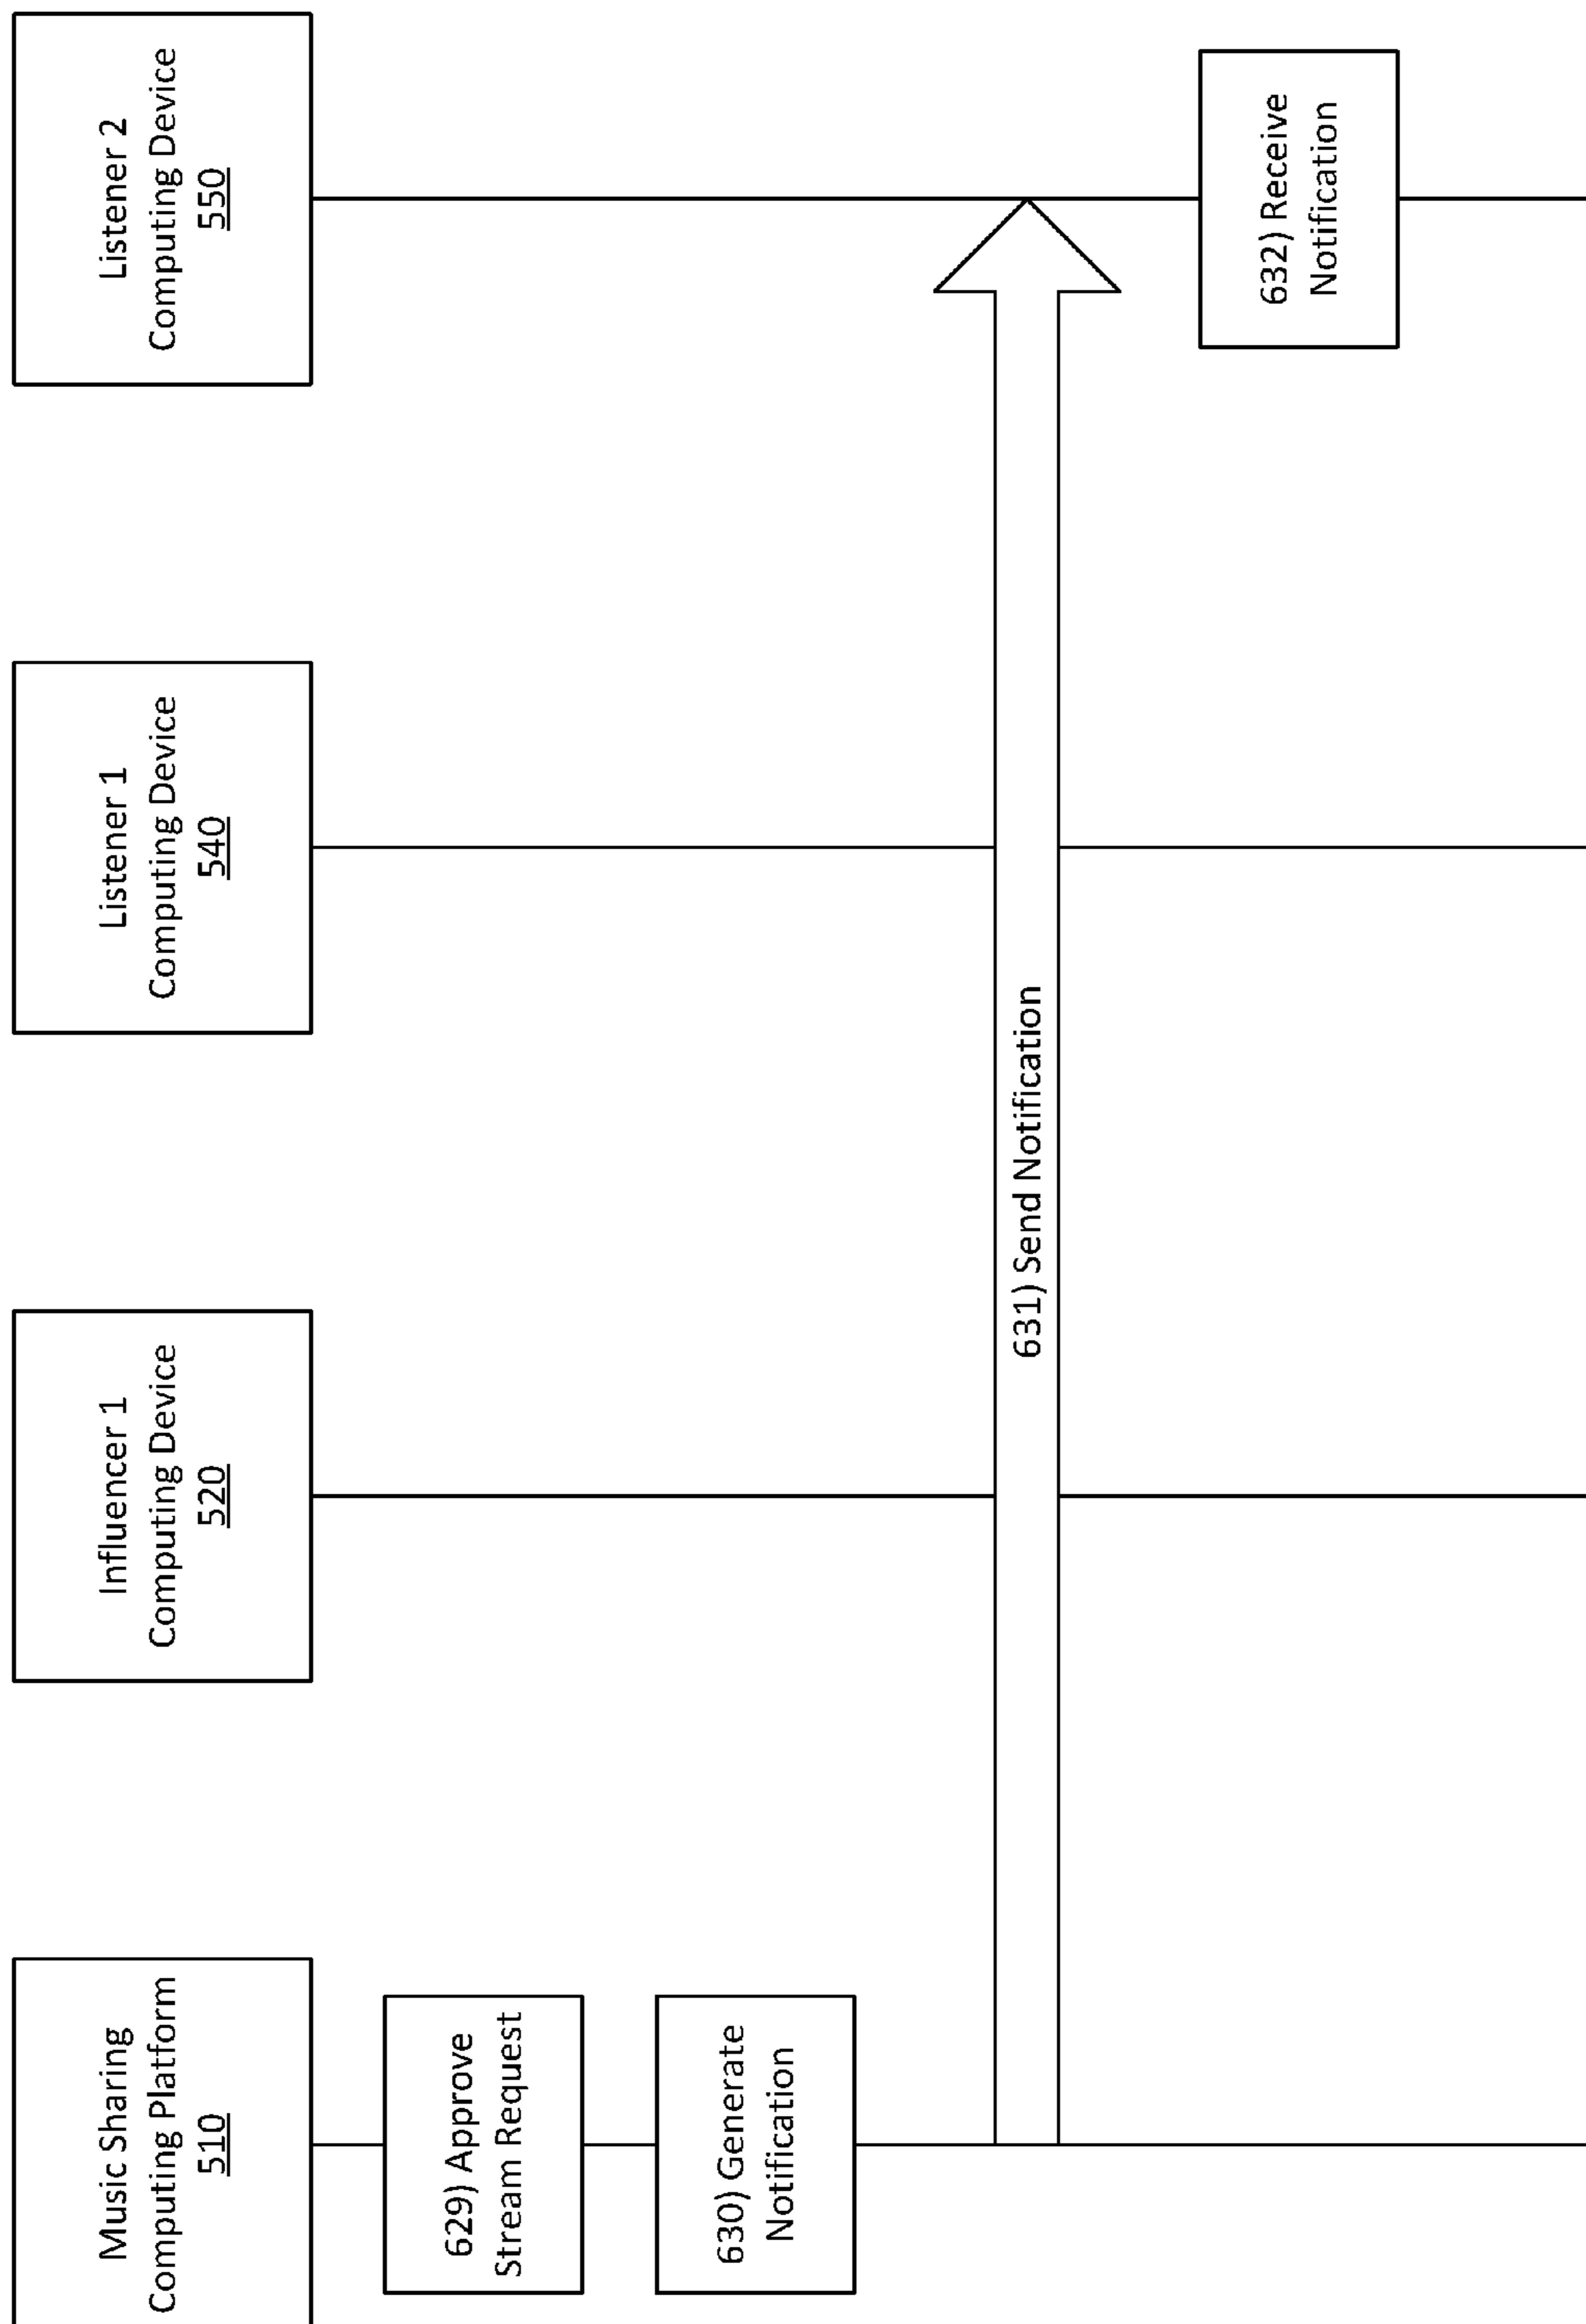 Music Sharing
Computing Platform
510
Influencer 1
Computing Device
520
Listener 1
Computing Device
540
Listener 2
Computing Device
550
629) Approve
Stream Request
630) Generate
Notification
631) Send Notification
632) Receive
Notification